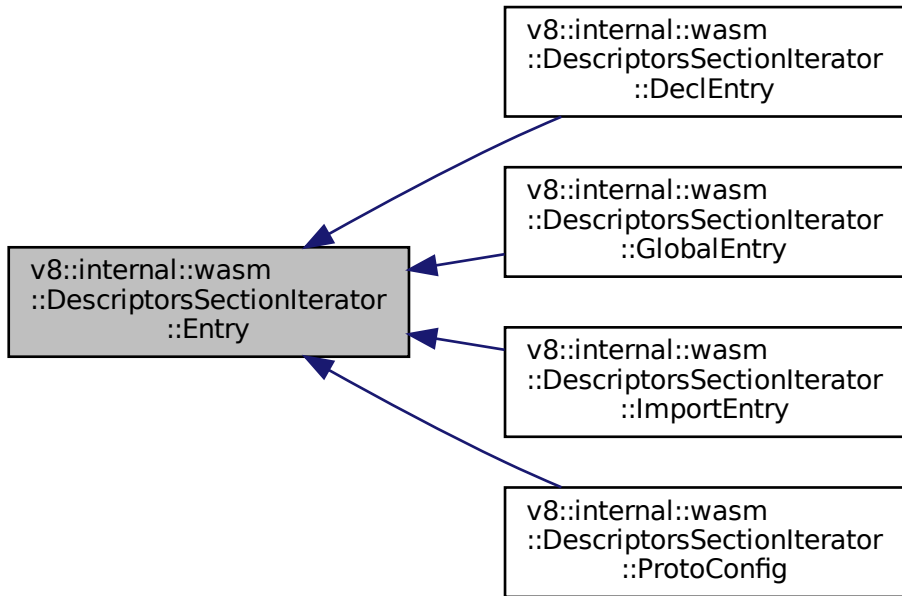 v8::internal::wasm
::DescriptorsSectionIterator
::DeclEntry
v8::internal::wasm
::DescriptorsSectionIterator
::GlobalEntry
v8::internal::wasm
::DescriptorsSectionIterator
::Entry
v8::internal::wasm
::DescriptorsSectionIterator
::ImportEntry
v8::internal::wasm
::DescriptorsSectionIterator
::ProtoConfig